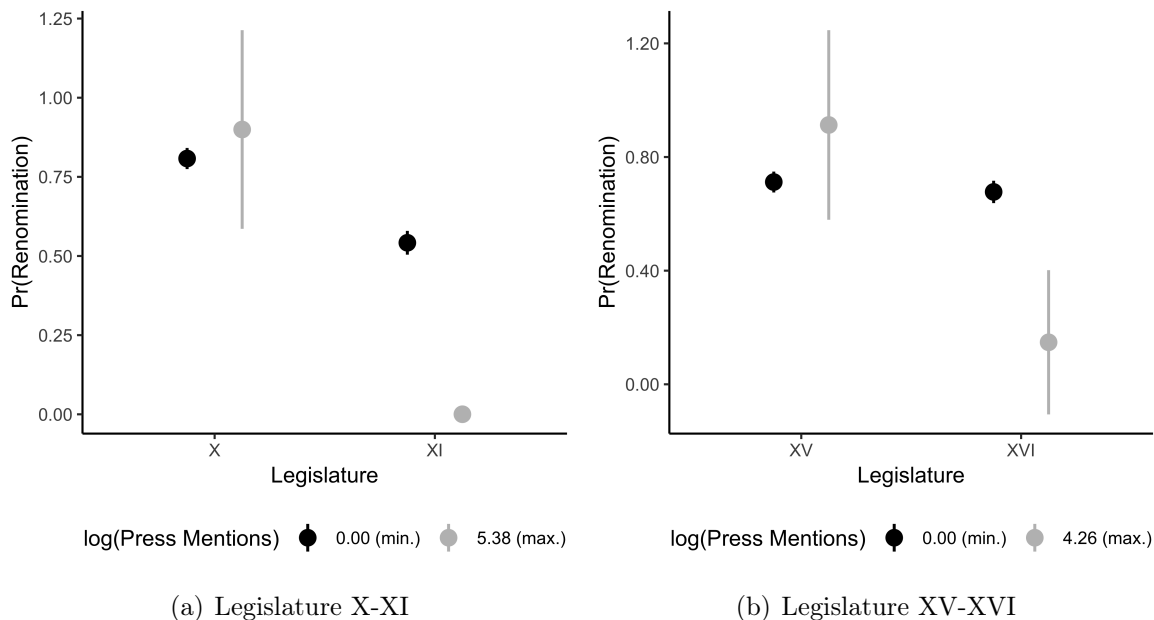 1.25
1.00
0.75
0.50
0.25
0.00
Pr(Renomination)
X XI
Legislature
log(Press Mentions) 0.00 (min.) 5.38 (max.)
(a) Legislature X-XI
1.20
0.80
0.40
0.00
Pr(Renomination)
XV XVI
Legislature
log(Press Mentions) 0.00 (min.) 4.26 (max.)
(b) Legislature XV-XVI